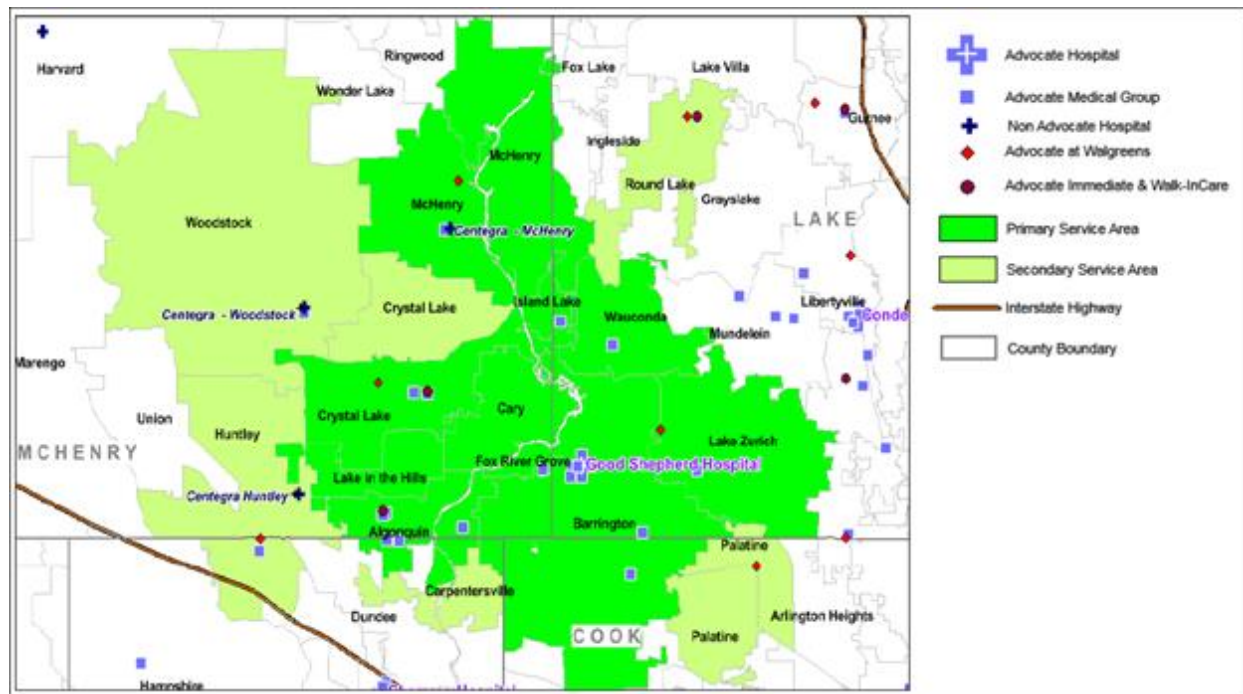 Harvard
Ringwood
Fox Lake
Lake Villa
Wonder Lake
Gurnee
McHenry
Ingleside
Round Lake
Grayslake
McHenry
Woodstock
LAKE
Centegra - McHenry
Crystal Lake
Island Lake
Wauconda
Libertyville
Centegra - Woodstock
Conde
Mundelein
Marengo
Union
Crystal Lake
Cary
Huntley
Lake Zurich
MCHENRY
Fox River Grove
Good Shepherd Hospital
Lake in the Hills
Centegra Huntley
Algonquin
Barrington
Palatine
Carpentersville
Dundee
Arlington Heights
COOK
Palatine
Hampshire
Advocate Hospital
Advocate Medical Group
Non Advocate Hospital
Advocate at Walgreens
Advocate Immediate & Walk-InCare
Primary Service Area
Secondary Service Area
Interstate Highway
County Boundary